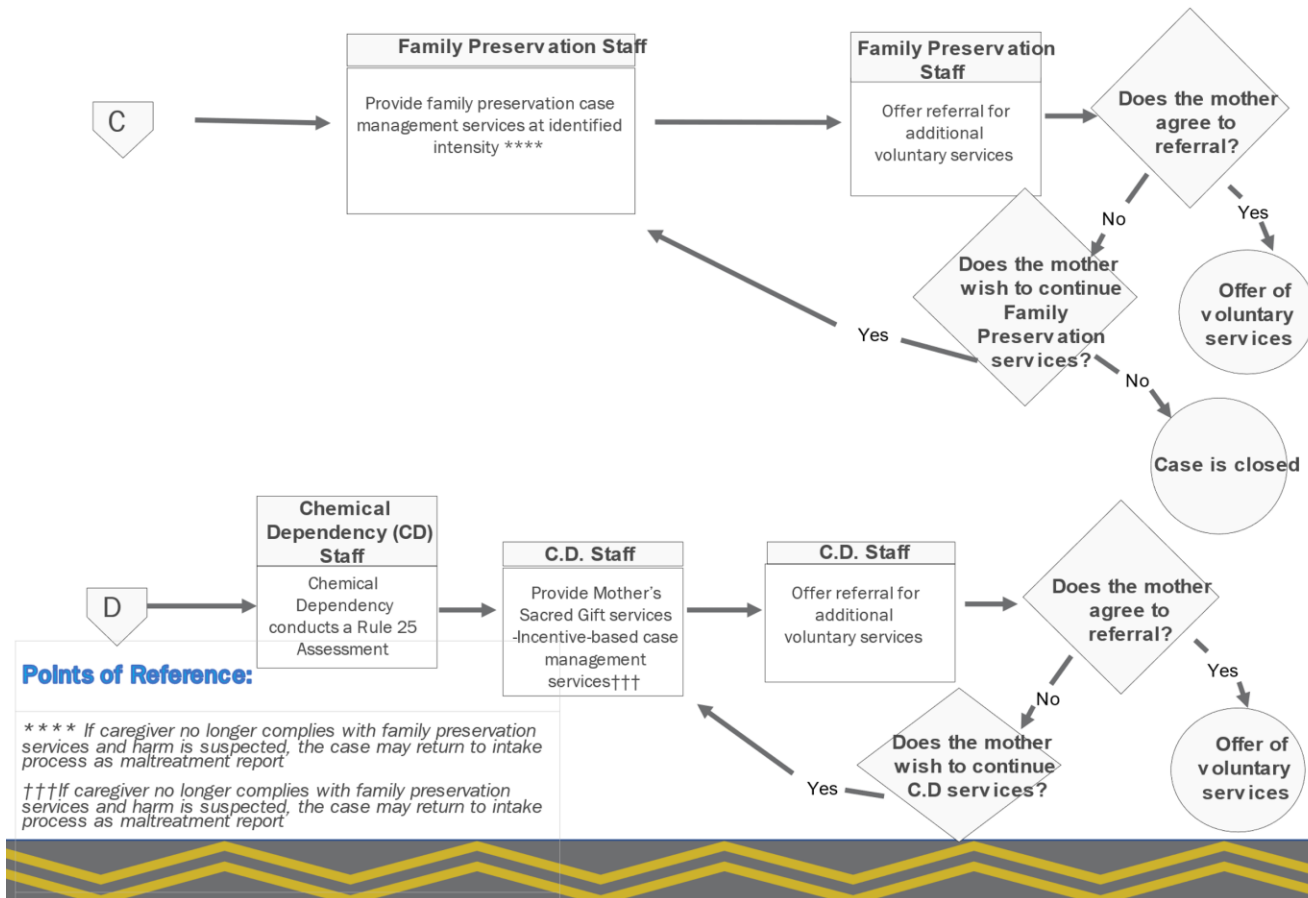 C
Family Preservation Staff
Provide family preservation case
management services at identified
intensity ****
Family Preservation
Staff
Offer referral for
additional
voluntary services
Does the mother
agree to
referral?
No
Yes
Does the mother
wish to continue
Family
Preservation
services?
Offer of
voluntary
services
Yes
No
Case is closed
D
Chemical
Dependency (CD)
Staff
Chemical
Dependency
conducts a Rule 25
Assessment
C.D. Staff
Provide Mother’s
Sacred Gift services
-Incentive-based case
management
services†††
C.D. Staff
Offer referral for
additional
voluntary services
Does the mother
agree to
referral?
No
Yes
Does the mother
wish to continue
C.D services?
Yes
Offer of
voluntary
services
Points of Reference:
**** If caregiver no longer complies with family preservation
services and harm is suspected, the case may return to intake
process as maltreatment report
†††If caregiver no longer complies with family preservation
services and harm is suspected, the case may return to intake
process as maltreatment report